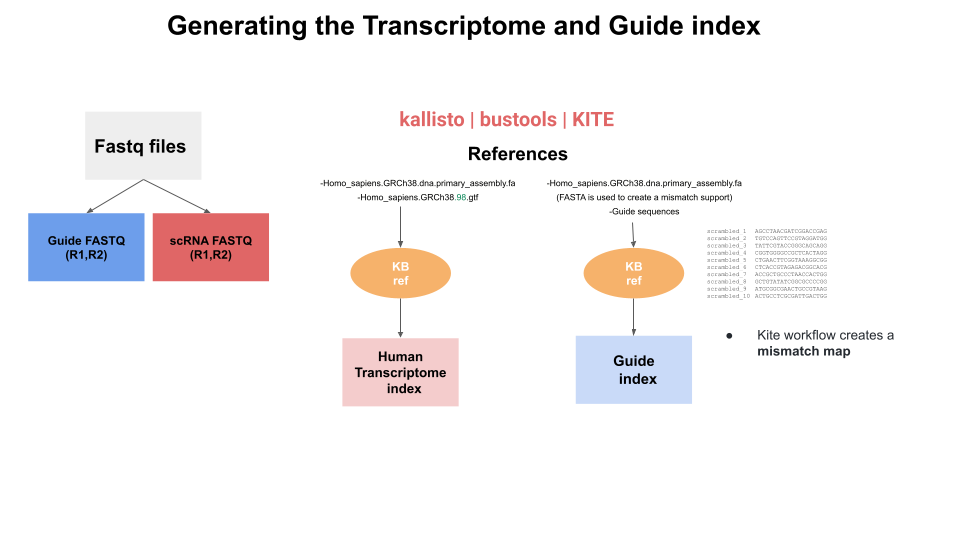 Generating the Transcriptome and Guide index
kallisto | bustools | KITE
References
Fastq files
Guide FASTQ
(R1,R2)
scRNA FASTQ
(R1,R2)
-Homo_sapiens.GRCh38.dna.primary_assembly.fa
-Homo_sapiens.GRCh38.98.gtf
KB
ref
Human
Transcriptome
index
-Homo_sapiens.GRCh38.dna.primary_assembly.fa
(FASTA is used to create a mismatch support)
-Guide sequences
KB
ref
Guide
index
scrambled_1 AGCCTAACGATCGGACCGAG
scrambled_2 TGTCCAGTTCCGTAGGATGG
scrambled_3 TATTCGTACCGGGCAGCAGG
scrambled_4 CGGTGGGGCCGCTCACTAGG
scrambled_5 CTGAACTTCGGTAAAGGCGG
scrambled_6 CTCACCGTAGAGACGGCACG
scrambled_7 ACCGCTGCCCTAACCACTGG
scrambled_8 GCTGTATATCGGCGCCCCGG
scrambled_9 ATGCGGCGAACTGCCGTAAG
scrambled_10 ACTGCCTCGCGATTGACTGG
● Kite workflow creates a
mismatch map